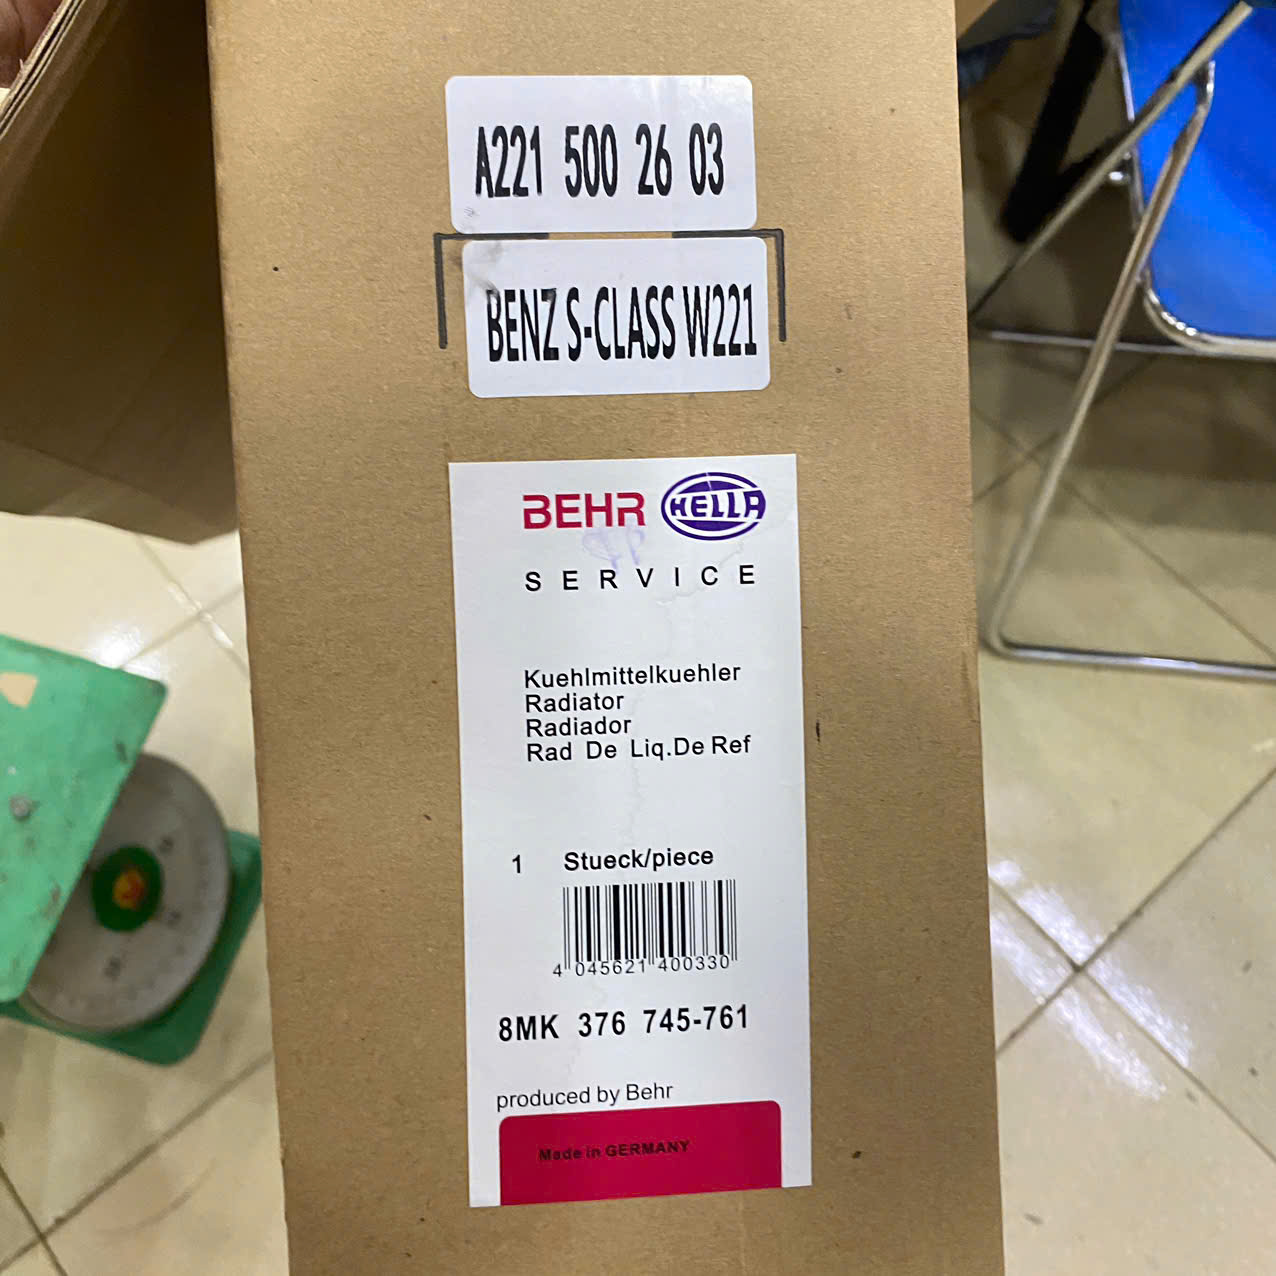 A221 500 26 03
BENZ S-CLASS W221
BEHR HELLA
SERVICE
Kuehlmittelkuehler
Radiator
Radiador
Rad De Liq.De Ref
1 Stueck/piece
4 045621 400330
8MK 376 745-761
produced by Behr
Made in GERMANY